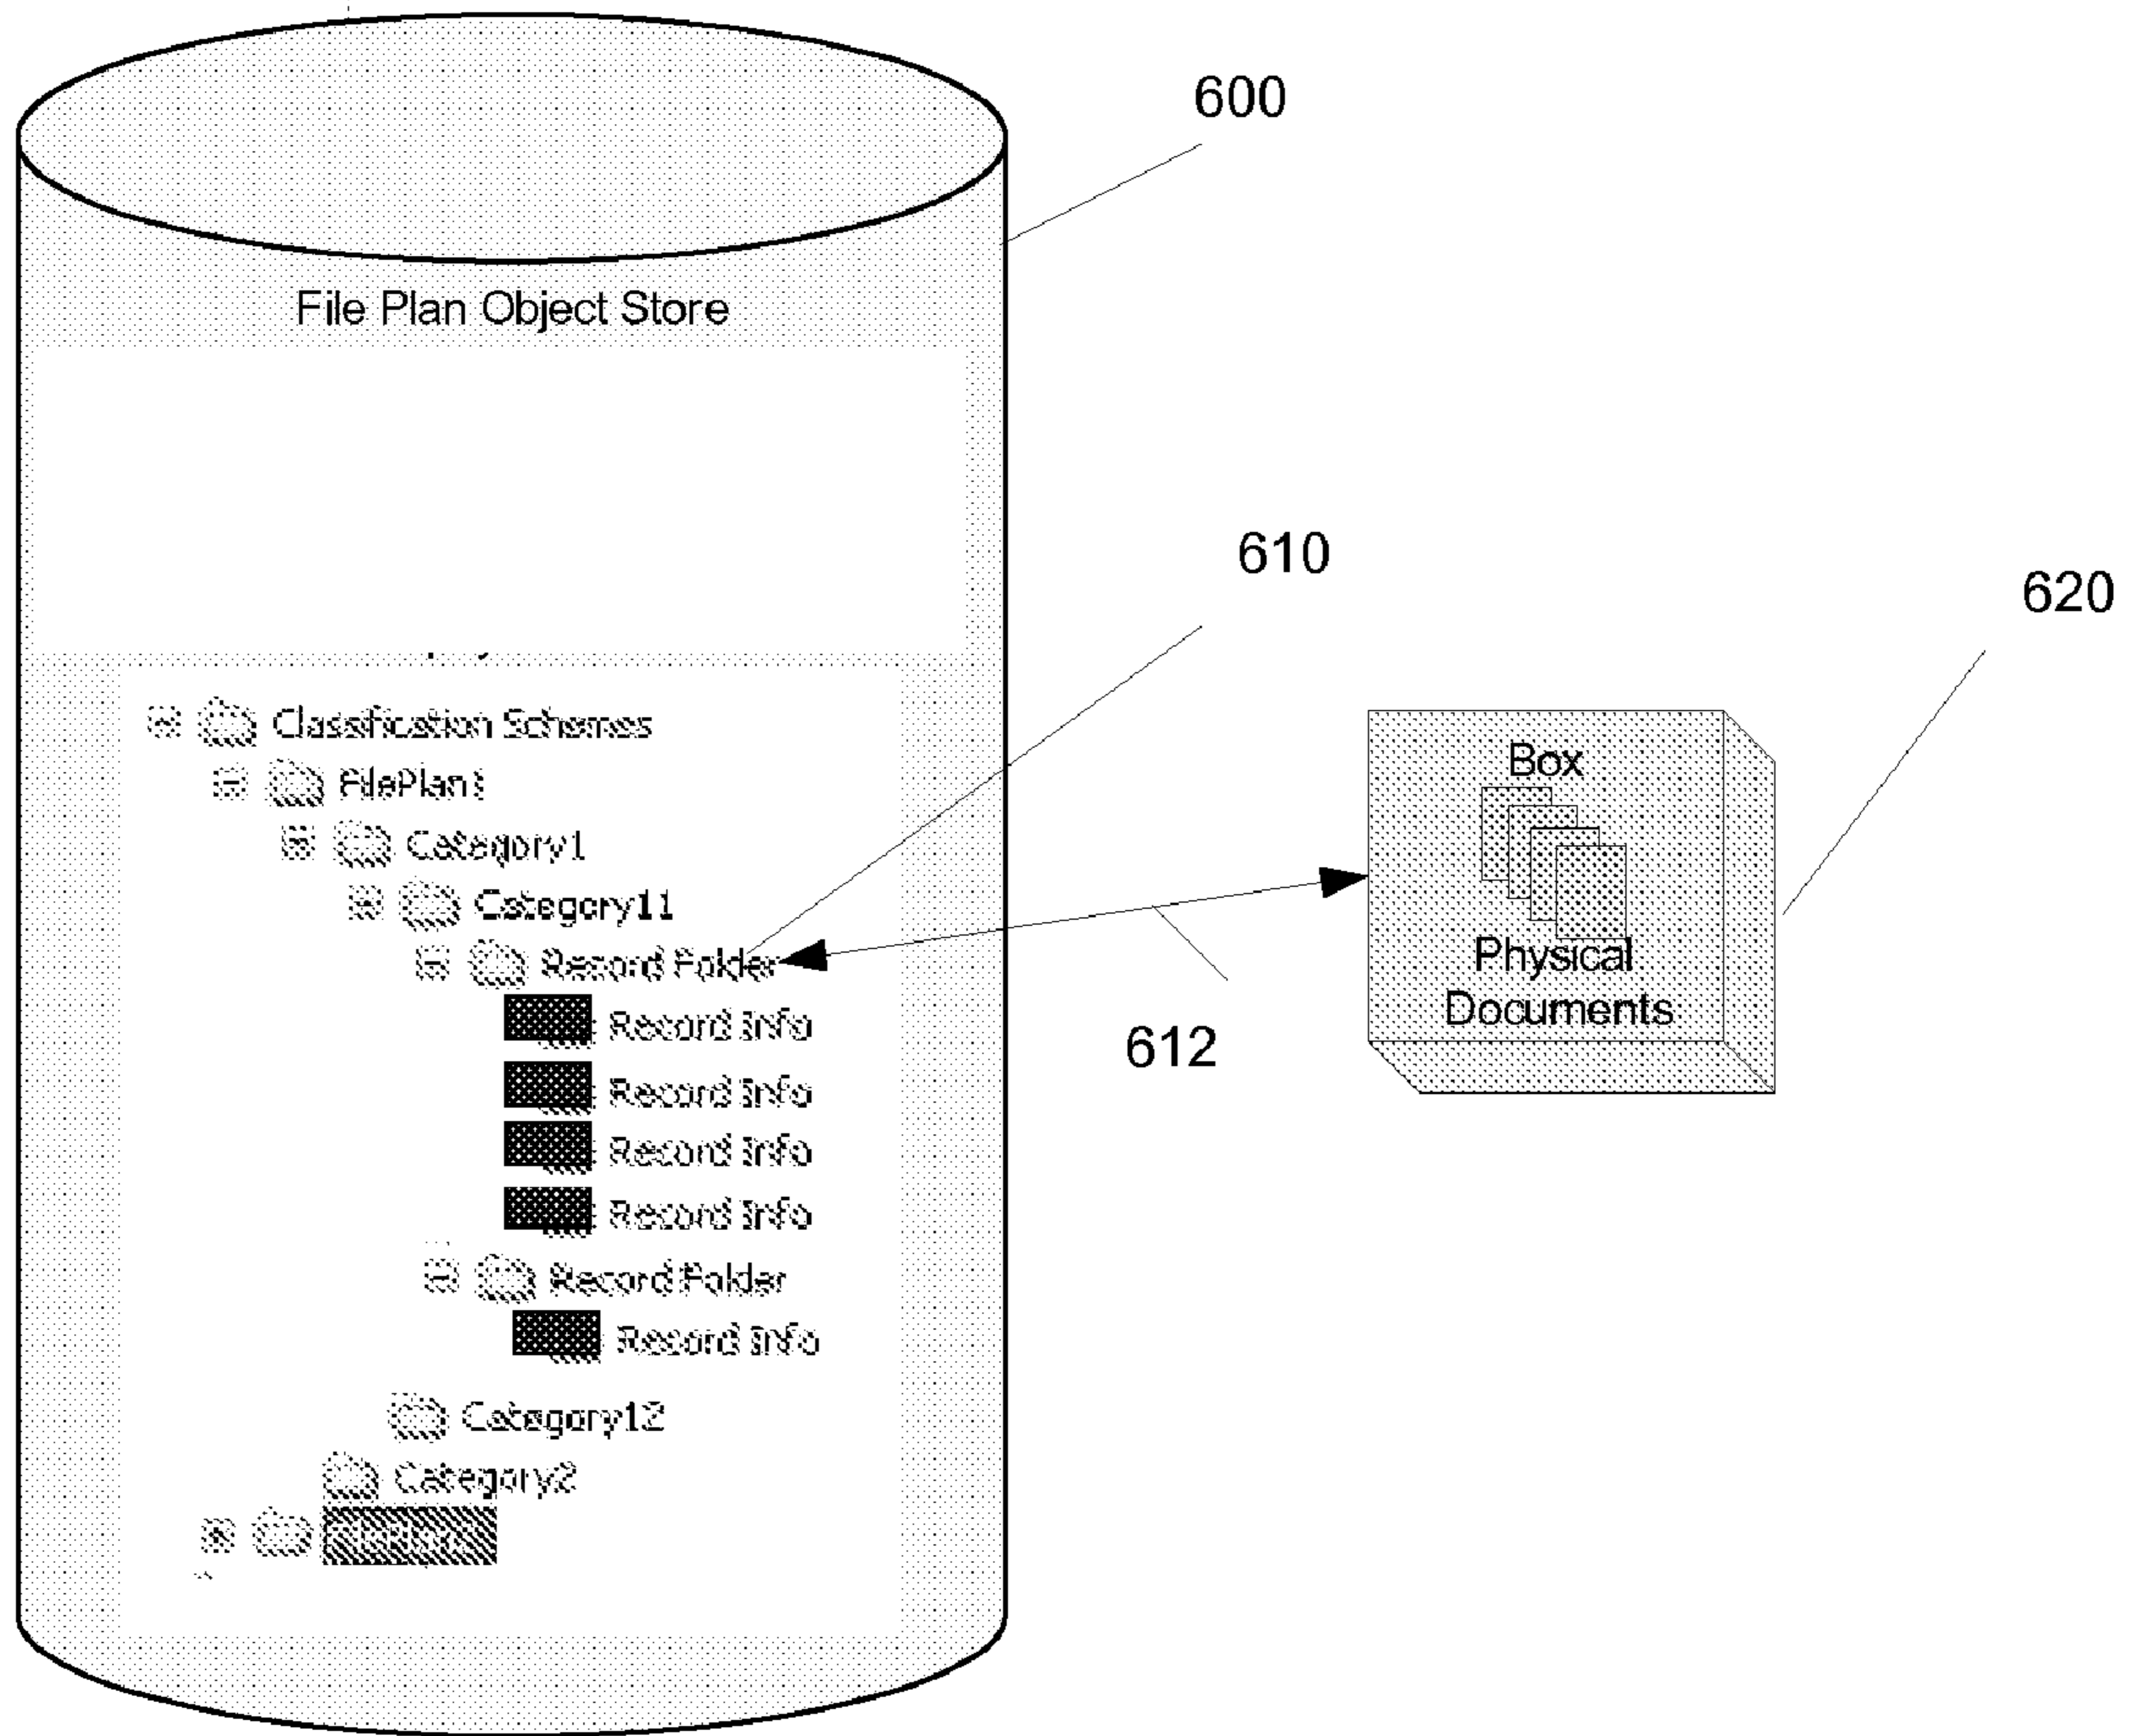 600
File Plan Object Store
610
620
Classification Schemes
FilePlan1
Category1
Category11
Record Folder
Record Info
Record Info
Record Info
Record Info
Record Folder
Record Info
Category12
Category2
Box
Physical
Documents
612